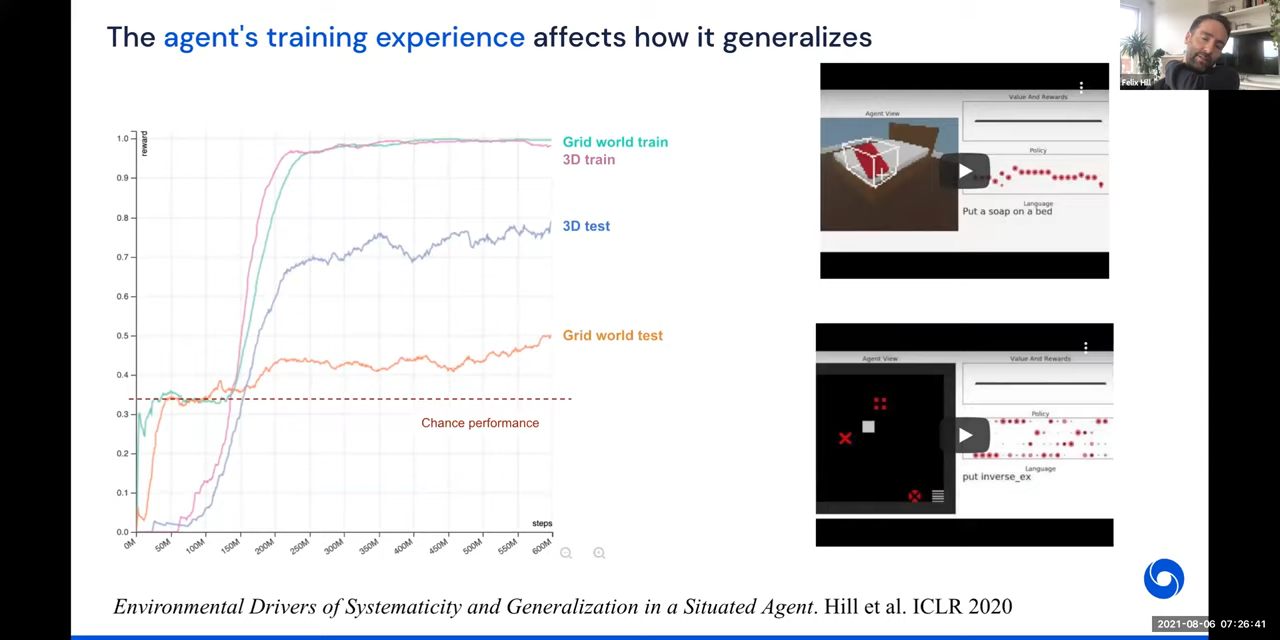 The agent's training experience affects how it generalizes
Felix Hill
reward
1.0
0.9
0.8
0.7
0.6
0.5
0.4
0.3
0.2
0.1
0.0
0M
50M
100M
150M
200M
250M
300M
350M
400M
450M
500M
550M
600M
steps
Grid world train
3D train
3D test
Grid world test
Chance performance
Value And Rewards
Agent View
Policy
Language
Put a soap on a bed
Agent View
Value And Rewards
Policy
Language
put inverse_ex
Environmental Drivers of Systematicity and Generalization in a Situated Agent. Hill et al. ICLR 2020
2021-08-06 07:26:41